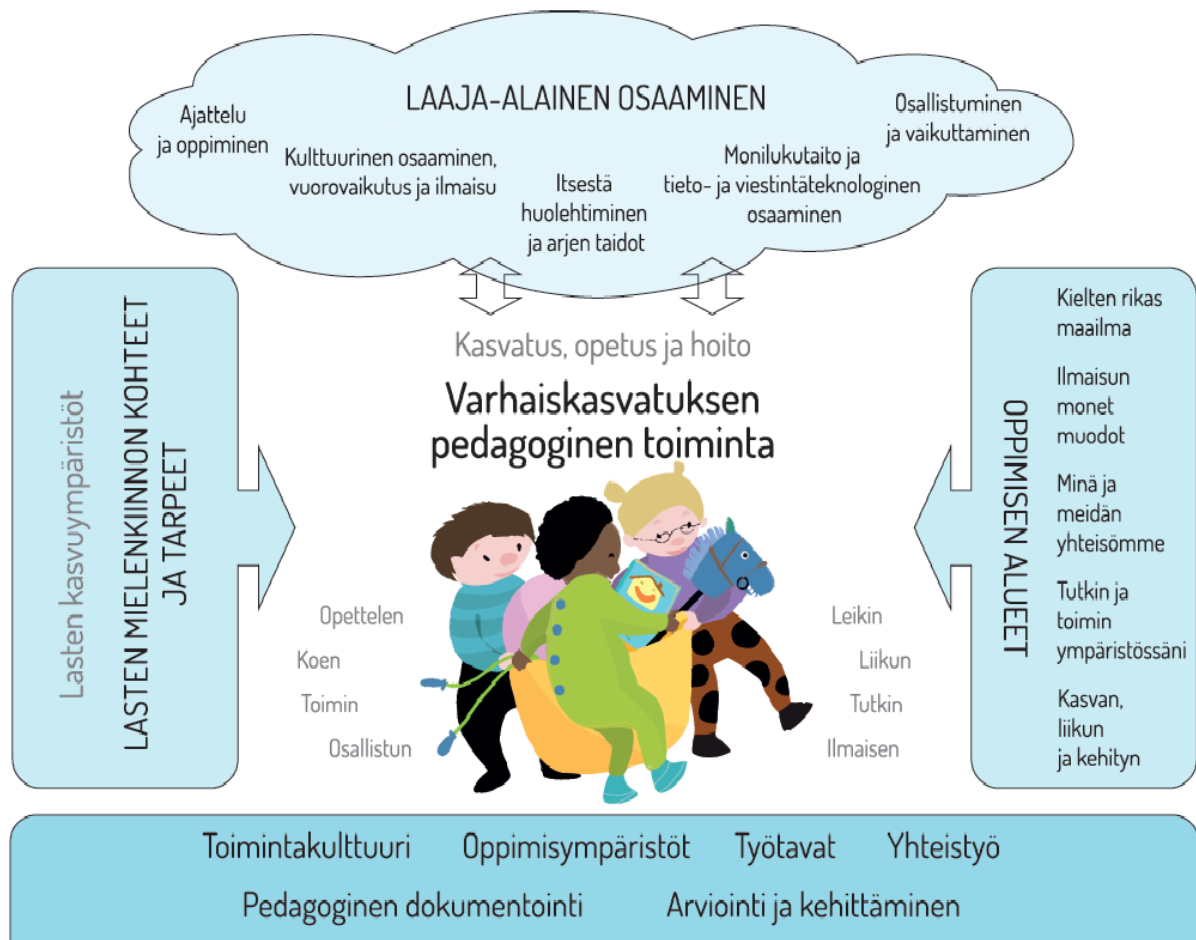 LAAJA-ALAINEN OSAAMINEN
Ajattelu
ja oppiminen
Kulttuurinen osaaminen,
vuorovaikutus ja ilmaisu
Itsestä
huolehtiminen
ja arjen taidot
Monilukutaito ja
tieto- ja viestintäteknologinen
osaaminen
Osallistuminen
ja vaikuttaminen
Lasten kasvuympäristöt
LASTEN MIELENKIINNON KOHTEET
JA TARPEET
Kasvatus, opetus ja hoito
Varhaiskasvatuksen
pedagoginen toiminta
Opettelen
Koen
Toimin
Osallistun
Leikin
Liikun
Tutkin
Ilmaisen
OPPIMISEN ALUEET
Kielten rikas
maailma
Ilmaisun
monet
muodot
Minä ja
meidän
yhteisömme
Tutkin ja
toimin
ympäristössäni
Kasvan,
liikun
ja kehityn
Toimintakulttuuri Oppimisympäristöt Työtavat Yhteistyö
Pedagoginen dokumentointi Arviointi ja kehittäminen